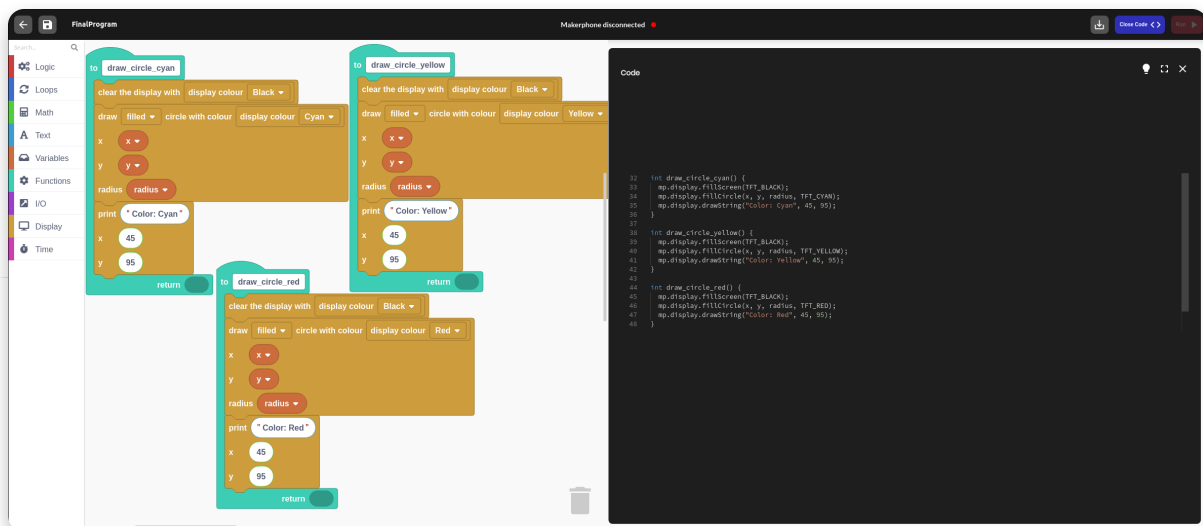 FinalProgram
Makerphone disconnected
Close Code
Run
Search...
Logic
Loops
Math
Text
Variables
Functions
I/O
Display
Time
to draw_circle_cyan
clear the display with display colour Black
draw filled circle with colour display colour Cyan
x x
y y
radius radius
print " Color: Cyan "
x 45
y 95
return
to draw_circle_yellow
clear the display with display colour Black
draw filled circle with colour display colour Yellow
x x
y y
radius radius
print " Color: Yellow "
x 45
y 95
return
to draw_circle_red
clear the display with display colour Black
draw filled circle with colour display colour Red
x x
y y
radius radius
print " Color: Red "
x 45
y 95
return
Code
32 int draw_circle_cyan() {
33 mp.display.fillScreen(TFT_BLACK);
34 mp.display.fillCircle(x, y, radius, TFT_CYAN);
35 mp.display.drawString("Color: Cyan", 45, 95);
36 }
37
38 int draw_circle_yellow() {
39 mp.display.fillScreen(TFT_BLACK);
40 mp.display.fillCircle(x, y, radius, TFT_YELLOW);
41 mp.display.drawString("Color: Yellow", 45, 95);
42 }
43
44 int draw_circle_red() {
45 mp.display.fillScreen(TFT_BLACK);
46 mp.display.fillCircle(x, y, radius, TFT_RED);
47 mp.display.drawString("Color: Red", 45, 95);
48 }